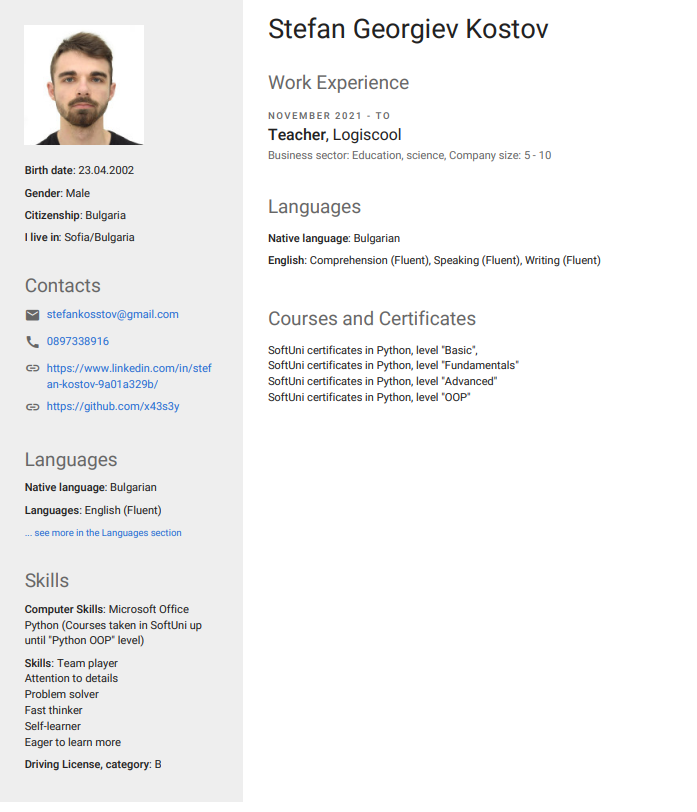 Stefan Georgiev Kostov
Birth date: 23.04.2002
Gender: Male
Citizenship: Bulgaria
I live in: Sofia/Bulgaria
Contacts
stefankosstov@gmail.com
0897338916
https://www.linkedin.com/in/stef
an-kostov-9a01a329b/
https://github.com/x43s3y
Languages
Native language: Bulgarian
Languages: English (Fluent)
... see more in the Languages section
Skills
Computer Skills: Microsoft Office
Python (Courses taken in SoftUni up
until "Python OOP" level)
Skills: Team player
Attention to details
Problem solver
Fast thinker
Self-learner
Eager to learn more
Driving License, category: B
Work Experience
NOVEMBER 2021 - TO
Teacher, Logiscool
Business sector: Education, science, Company size: 5 - 10
Languages
Native language: Bulgarian
English: Comprehension (Fluent), Speaking (Fluent), Writing (Fluent)
Courses and Certificates
SoftUni certificates in Python, level "Basic",
SoftUni certificates in Python, level "Fundamentals"
SoftUni certificates in Python, level "Advanced"
SoftUni certificates in Python, level "OOP"